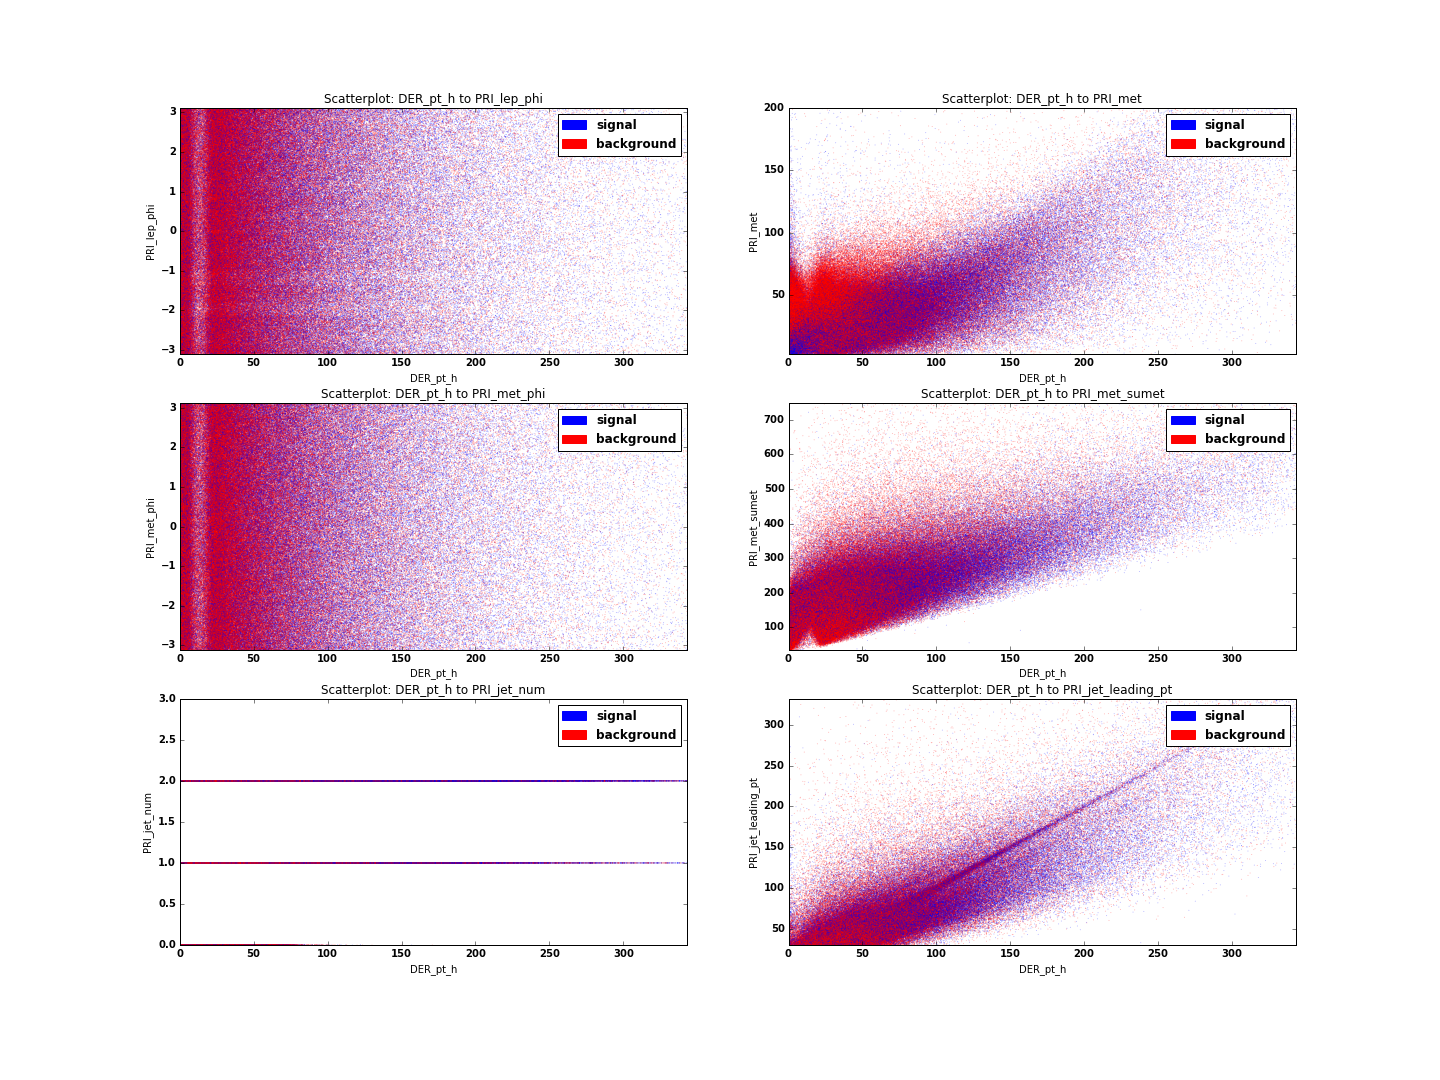 Scatterplot: DER_pt_h to PRI_lep_phi
signal
background
3
2
1
0
−1
−2
−3
PRI_lep_phi
0 50 100 150 200 250 300
DER_pt_h
Scatterplot: DER_pt_h to PRI_met
signal
background
200
150
100
50
PRI_met
0 50 100 150 200 250 300
DER_pt_h
Scatterplot: DER_pt_h to PRI_met_phi
signal
background
3
2
1
0
−1
−2
−3
PRI_met_phi
0 50 100 150 200 250 300
DER_pt_h
Scatterplot: DER_pt_h to PRI_met_sumet
signal
background
700
600
500
400
300
200
100
PRI_met_sumet
0 50 100 150 200 250 300
DER_pt_h
Scatterplot: DER_pt_h to PRI_jet_num
signal
background
3.0
2.5
2.0
1.5
1.0
0.5
0.0
PRI_jet_num
0 50 100 150 200 250 300
DER_pt_h
Scatterplot: DER_pt_h to PRI_jet_leading_pt
signal
background
300
250
200
150
100
50
PRI_jet_leading_pt
0 50 100 150 200 250 300
DER_pt_h